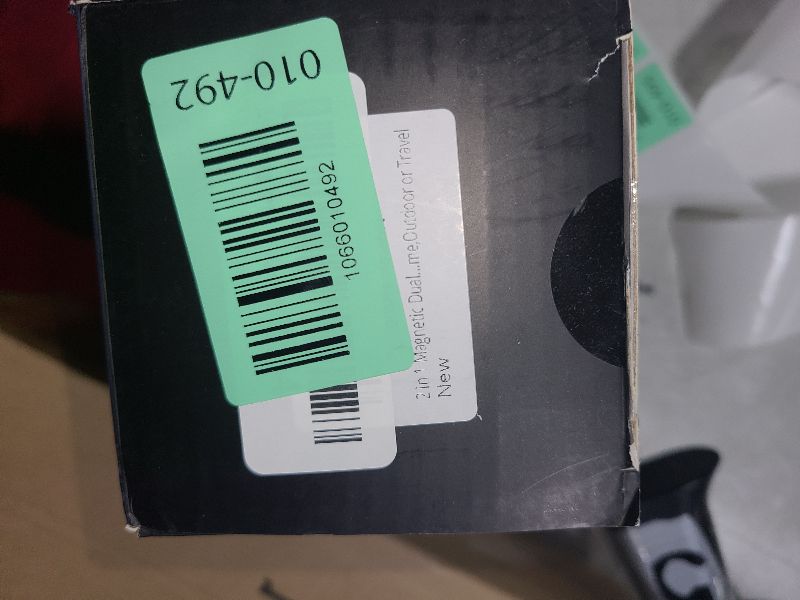 010-492
1066010492
2 in 1 Magnetic Dual...me,Outdoor or Travel
New